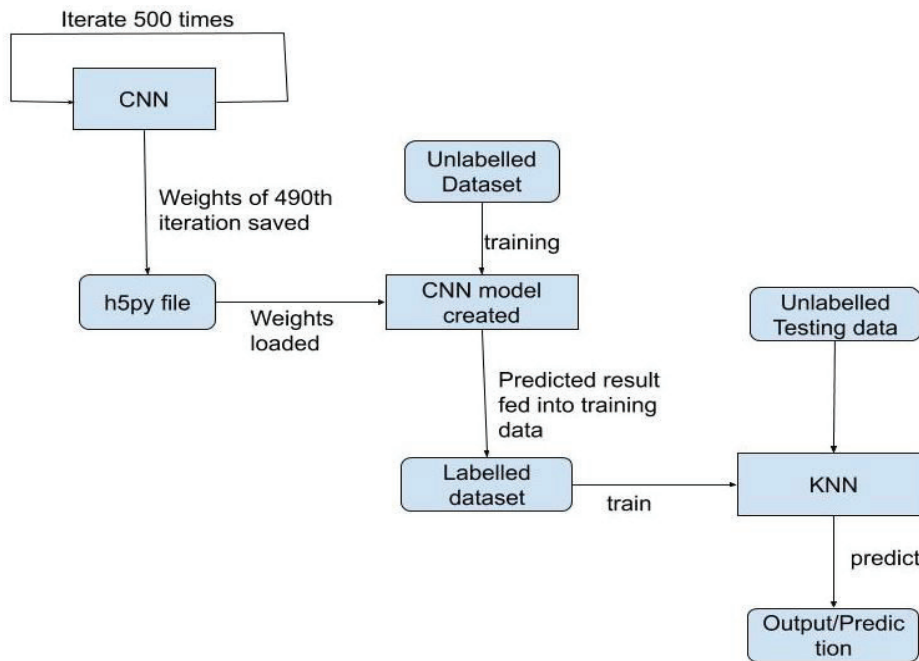 Iterate 500 times
CNN
Weights of 490th
iteration saved
Unlabelled
Dataset
training
h5py file
Weights
loaded
CNN model
created
Unlabelled
Testing data
Predicted result
fed into training
data
Labelled
dataset
train
KNN
predict
Output/Predic
tion